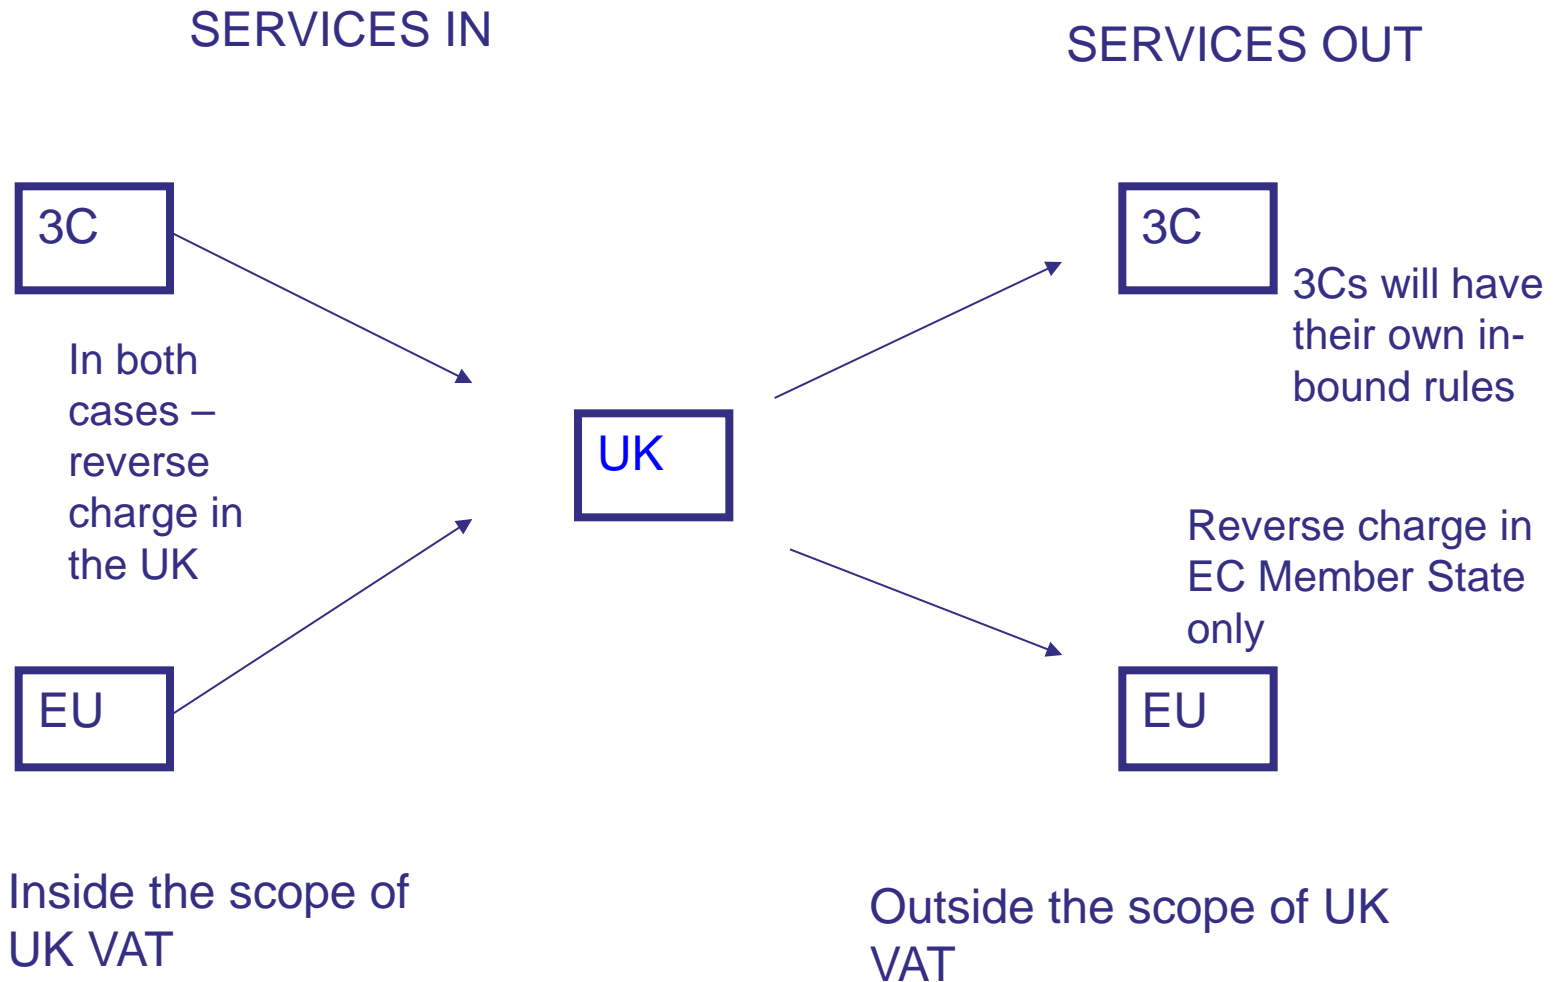 SERVICES IN
SERVICES OUT
3C
3C
3Cs will have
their own in-
bound rules
In both
cases –
reverse
charge in
the UK
UK
Reverse charge in
EC Member State
only
EU
EU
Inside the scope of
UK VAT
Outside the scope of UK
VAT